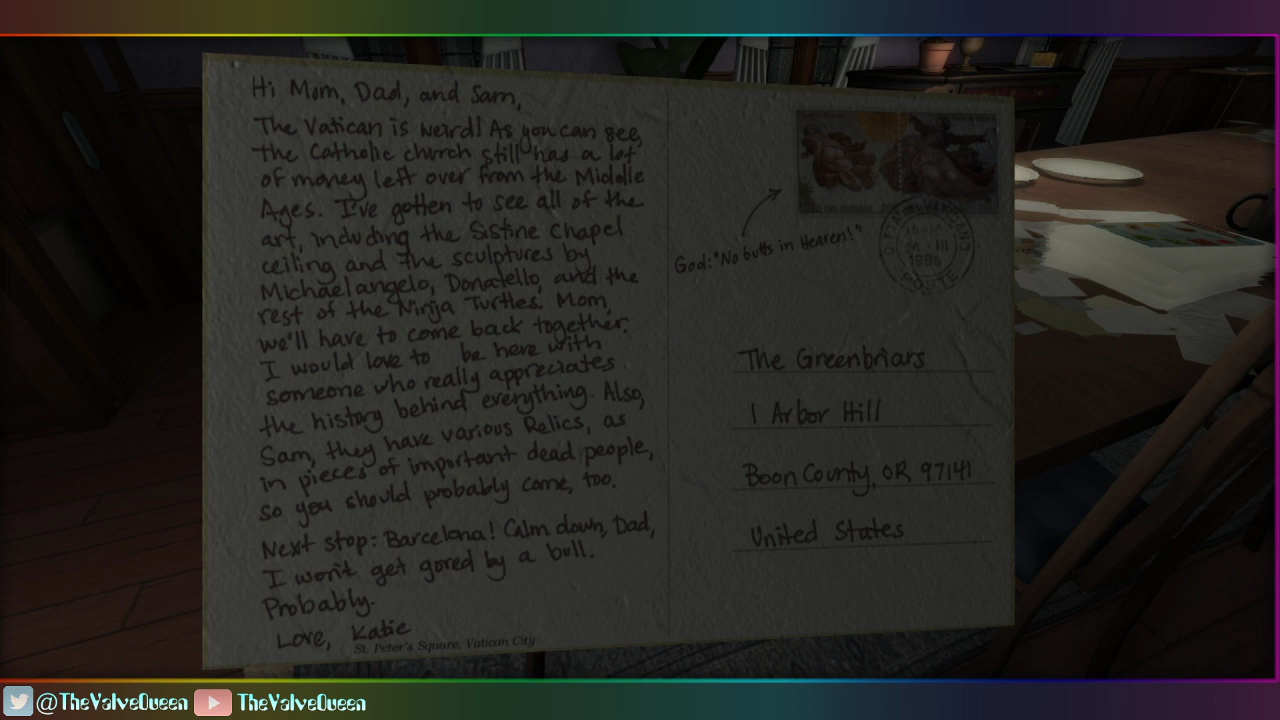 Hi Mom, Dad, and Sam,
The Vatican is weird! As you can see,
the Catholic church still has a lot
of money left over from the Middle
Ages. I've gotten to see all of the
art, including the Sistine Chapel
ceiling and the sculptures by
Michaelangelo, Donatello, and the
rest of the Ninja Turtles. Mom,
we'll have to come back together.
I would love to be here with
someone who really appreciates
the history behind everything. Also,
Sam, they have various Relics, as
in pieces of important dead people,
so you should probably come, too.
Next stop: Barcelona! Calm down, Dad,
I won't get gored by a bull.
Probably.
Love, Katie
St. Peter's Square, Vatican City
God: "No butts in Heaven!"
POSTE
The Greenbriars
1 Arbor Hill
Boon County, OR 97141
United States
@TheValveQueen
TheValveQueen